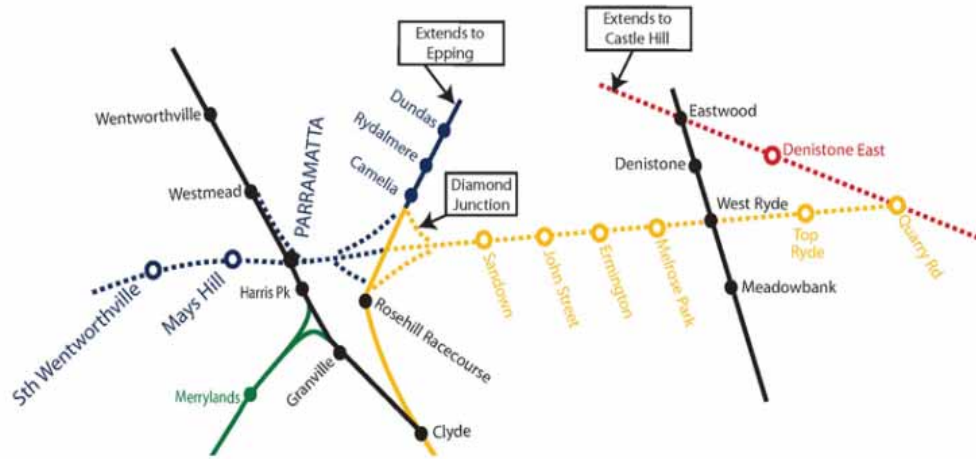 Extends to
Epping
Extends to
Castle Hill
Wentworthville
Dundas
Rydalmere
Camelia
Eastwood
Denistone East
Denistone
Westmead
PARRAMATTA
Diamond
Junction
West Ryde
Top
Ryde
Quarry Rd
Sandown
John Street
Ermington
Melrose Park
Sth Wentworthville
Mays Hill
Harris Pk
Rosehill Racecourse
Meadowbank
Merrylands
Granville
Clyde